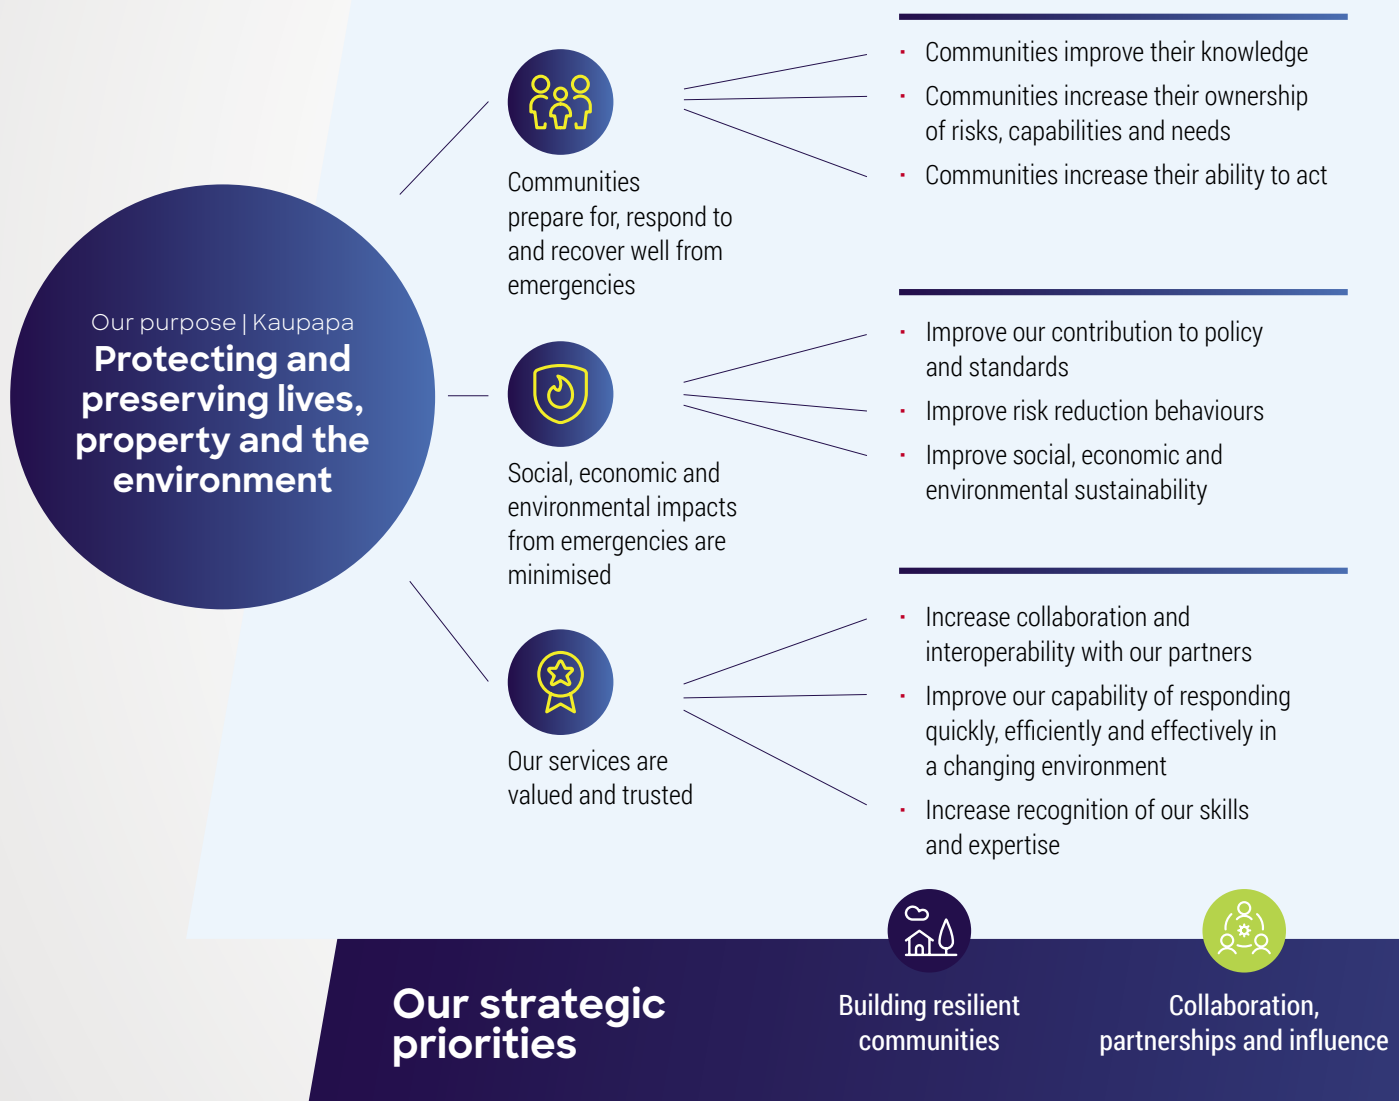 Our purpose | Kaupapa
Protecting and
preserving lives,
property and the
environment
Communities
prepare for, respond to
and recover well from
emergencies
· Communities improve their knowledge
· Communities increase their ownership
of risks, capabilities and needs
· Communities increase their ability to act
Social, economic and
environmental impacts
from emergencies are
minimised
· Improve our contribution to policy
and standards
· Improve risk reduction behaviours
· Improve social, economic and
environmental sustainability
Our services are
valued and trusted
· Increase collaboration and
interoperability with our partners
· Improve our capability of responding
quickly, efficiently and effectively in
a changing environment
· Increase recognition of our skills
and expertise
Our strategic
priorities
Building resilient
communities
Collaboration,
partnerships and influence